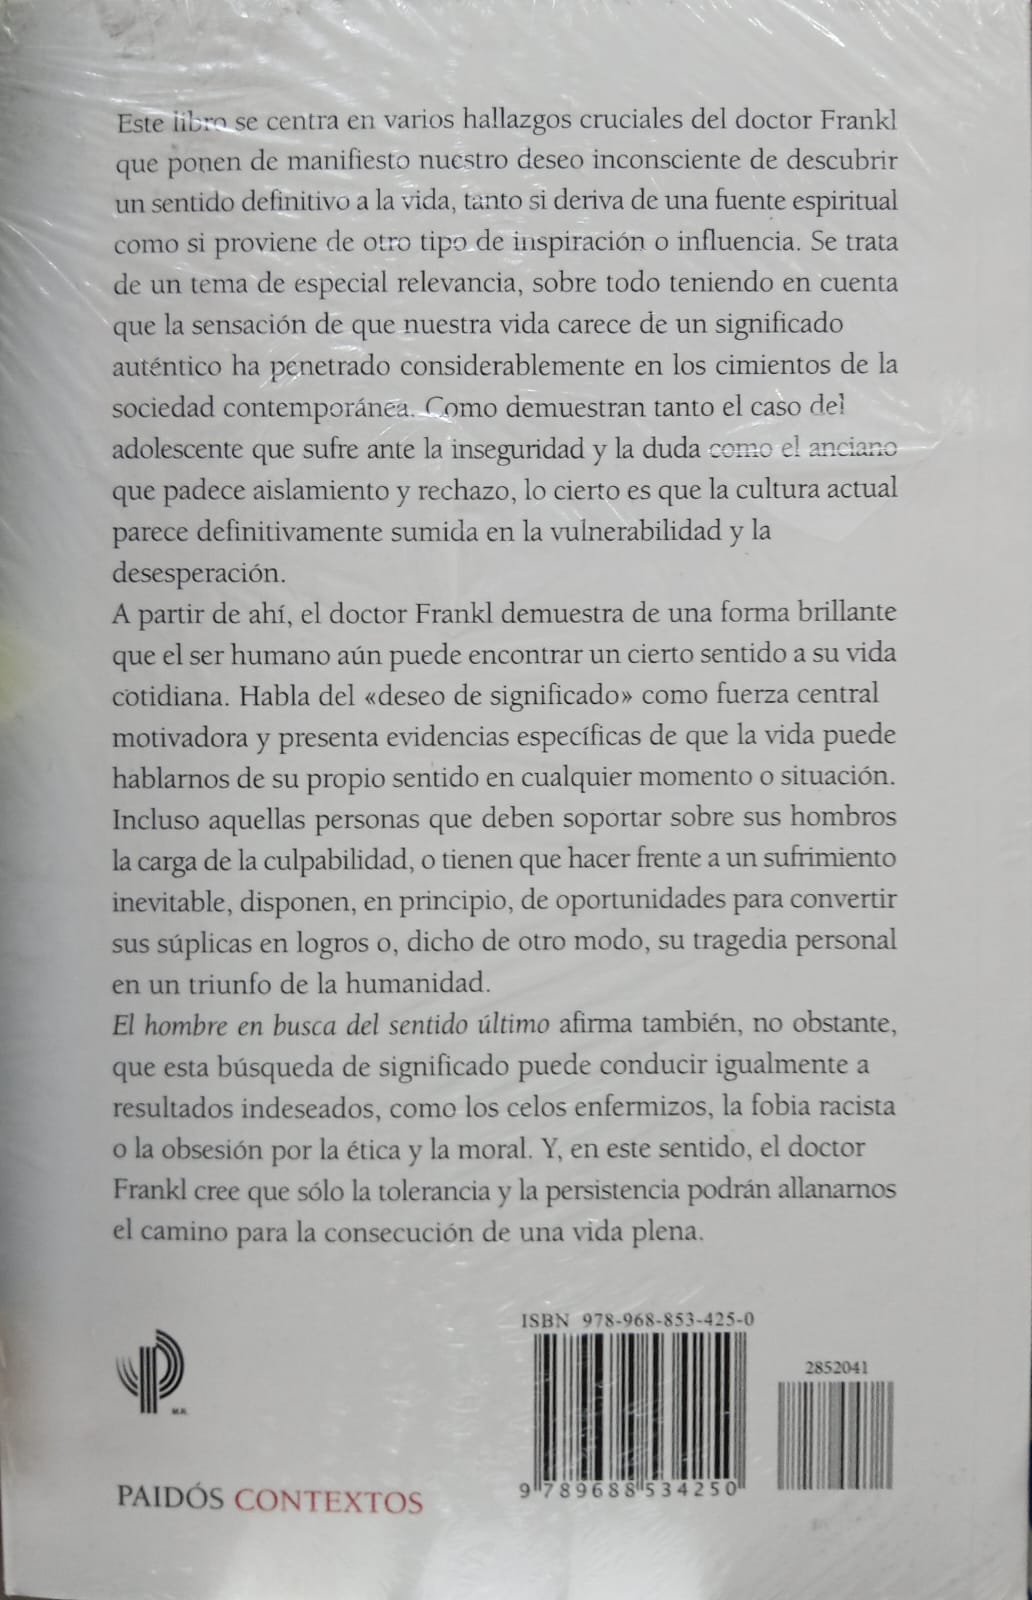 Este libro se centra en varios hallazgos cruciales del doctor Frankl
que ponen de manifiesto nuestro deseo inconsciente de descubrir
un sentido definitivo a la vida, tanto si deriva de una fuente espiritual
como si proviene de otro tipo de inspiración o influencia. Se trata
de un tema de especial relevancia, sobre todo teniendo en cuenta
que la sensación de que nuestra vida carece de un significado
auténtico ha penetrado considerablemente en los cimientos de la
sociedad contemporánea. Como demuestran tanto el caso del
adolescente que sufre ante la inseguridad y la duda como el anciano
que padece aislamiento y rechazo, lo cierto es que la cultura actual
parece definitivamente sumida en la vulnerabilidad y la
desesperación.
A partir de ahí, el doctor Frankl demuestra de una forma brillante
que el ser humano aún puede encontrar un cierto sentido a su vida
cotidiana. Habla del «deseo de significado» como fuerza central
motivadora y presenta evidencias específicas de que la vida puede
hablarnos de su propio sentido en cualquier momento o situación.
Incluso aquellas personas que deben soportar sobre sus hombros
la carga de la culpabilidad, o tienen que hacer frente a un sufrimiento
inevitable, disponen, en principio, de oportunidades para convertir
sus súplicas en logros o, dicho de otro modo, su tragedia personal
en un triunfo de la humanidad.
El hombre en busca del sentido último afirma también, no obstante,
que esta búsqueda de significado puede conducir igualmente a
resultados indeseados, como los celos enfermizos, la fobia racista
o la obsesión por la ética y la moral. Y, en este sentido, el doctor
Frankl cree que sólo la tolerancia y la persistencia podrán allanarnos
el camino para la consecución de una vida plena.
ISBN 978-968-853-425-0
2852041
M.R.
9 789688 534250
PAIDÓS CONTEXTOS